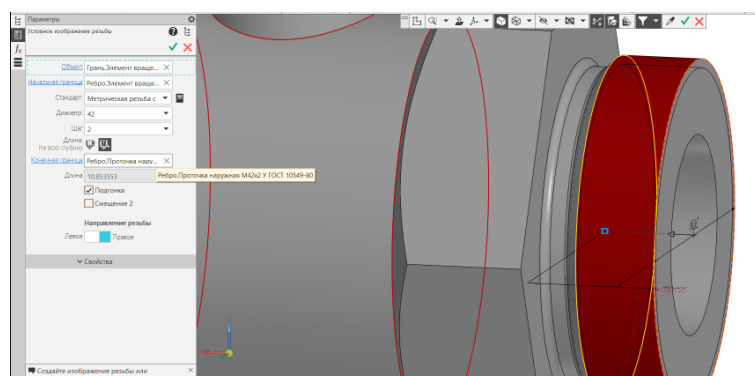 Параметры
Условное изображение резьбы
Объект Грань.Элемент враще...
Начальная граница Ребро.Элемент враще...
Стандарт Метрическая резьба с
Диаметр 42
Шаг 2
Длина
На всю глубину
Конечная граница Ребро.Проточка нару...
Длина 10.853553
Ребро.Проточка наружная М42х2 У ГОСТ 10549-80
Подгонка
Смещение 2
Направление резьбы
Левое Правое
Свойства
Создайте изображение резьбы или